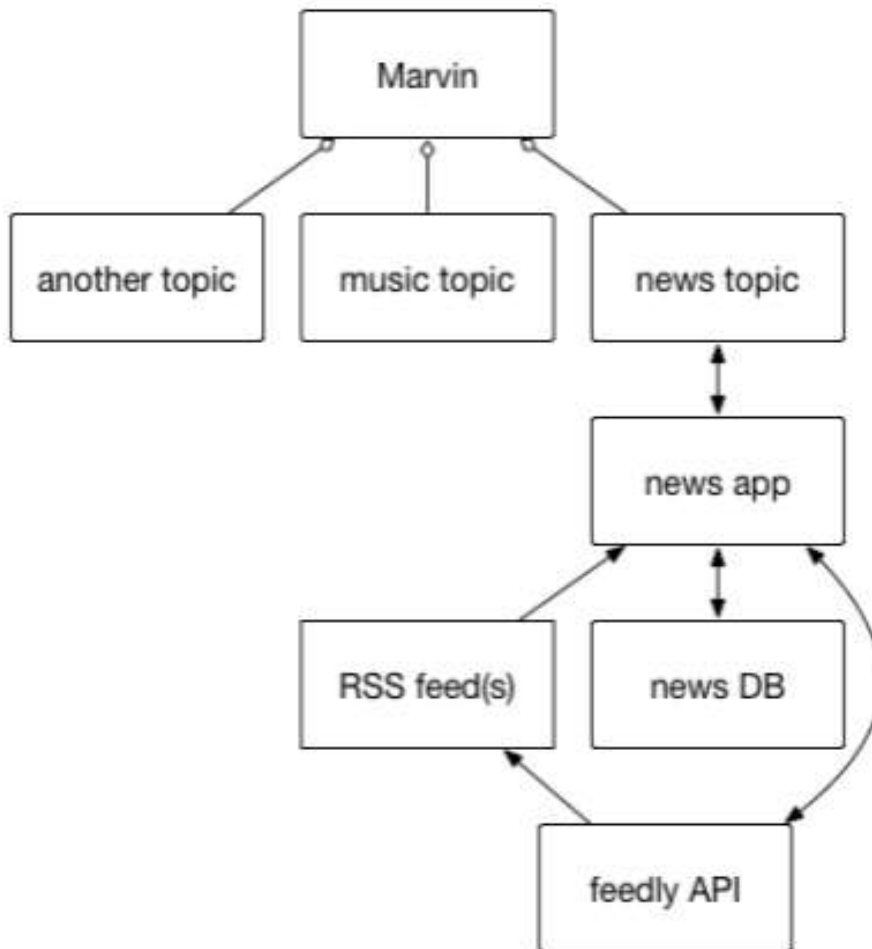 Marvin
another topic
music topic
news topic
news app
RSS feed(s)
news DB
feedly API